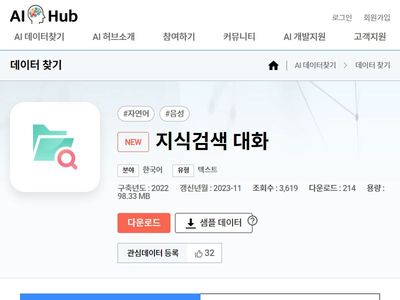 AI Hub
로그인 회원가입
AI 데이터찾기 AI 허브소개 참여하기 커뮤니티 AI 개발지원 고객지원
데이터 찾기
AI 데이터찾기 > 데이터 찾기
#자연어 #음성
NEW 지식검색 대화
분야 한국어 유형 텍스트
구축년도 : 2022 갱신년월 : 2023-11 조회수 : 3,619 다운로드 : 214 용량 :
98.33 MB
다운로드 샘플 데이터 ?
관심데이터 등록 32